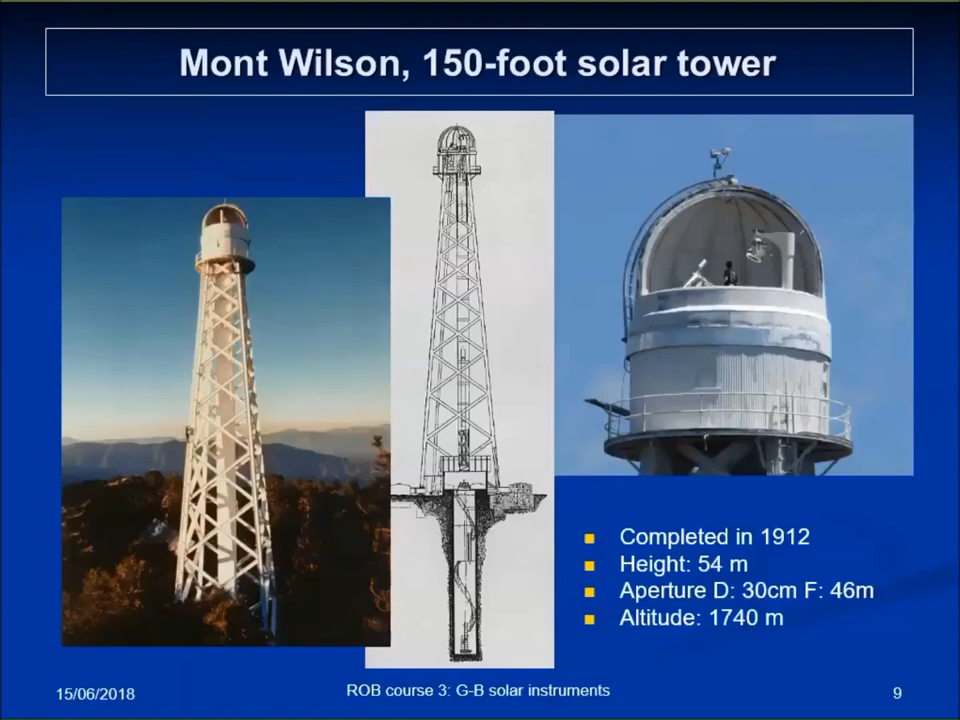 Mont Wilson, 150-foot solar tower
Completed in 1912
Height: 54 m
Aperture D: 30cm F: 46m
Altitude: 1740 m
15/06/2018
ROB course 3: G-B solar instruments
9